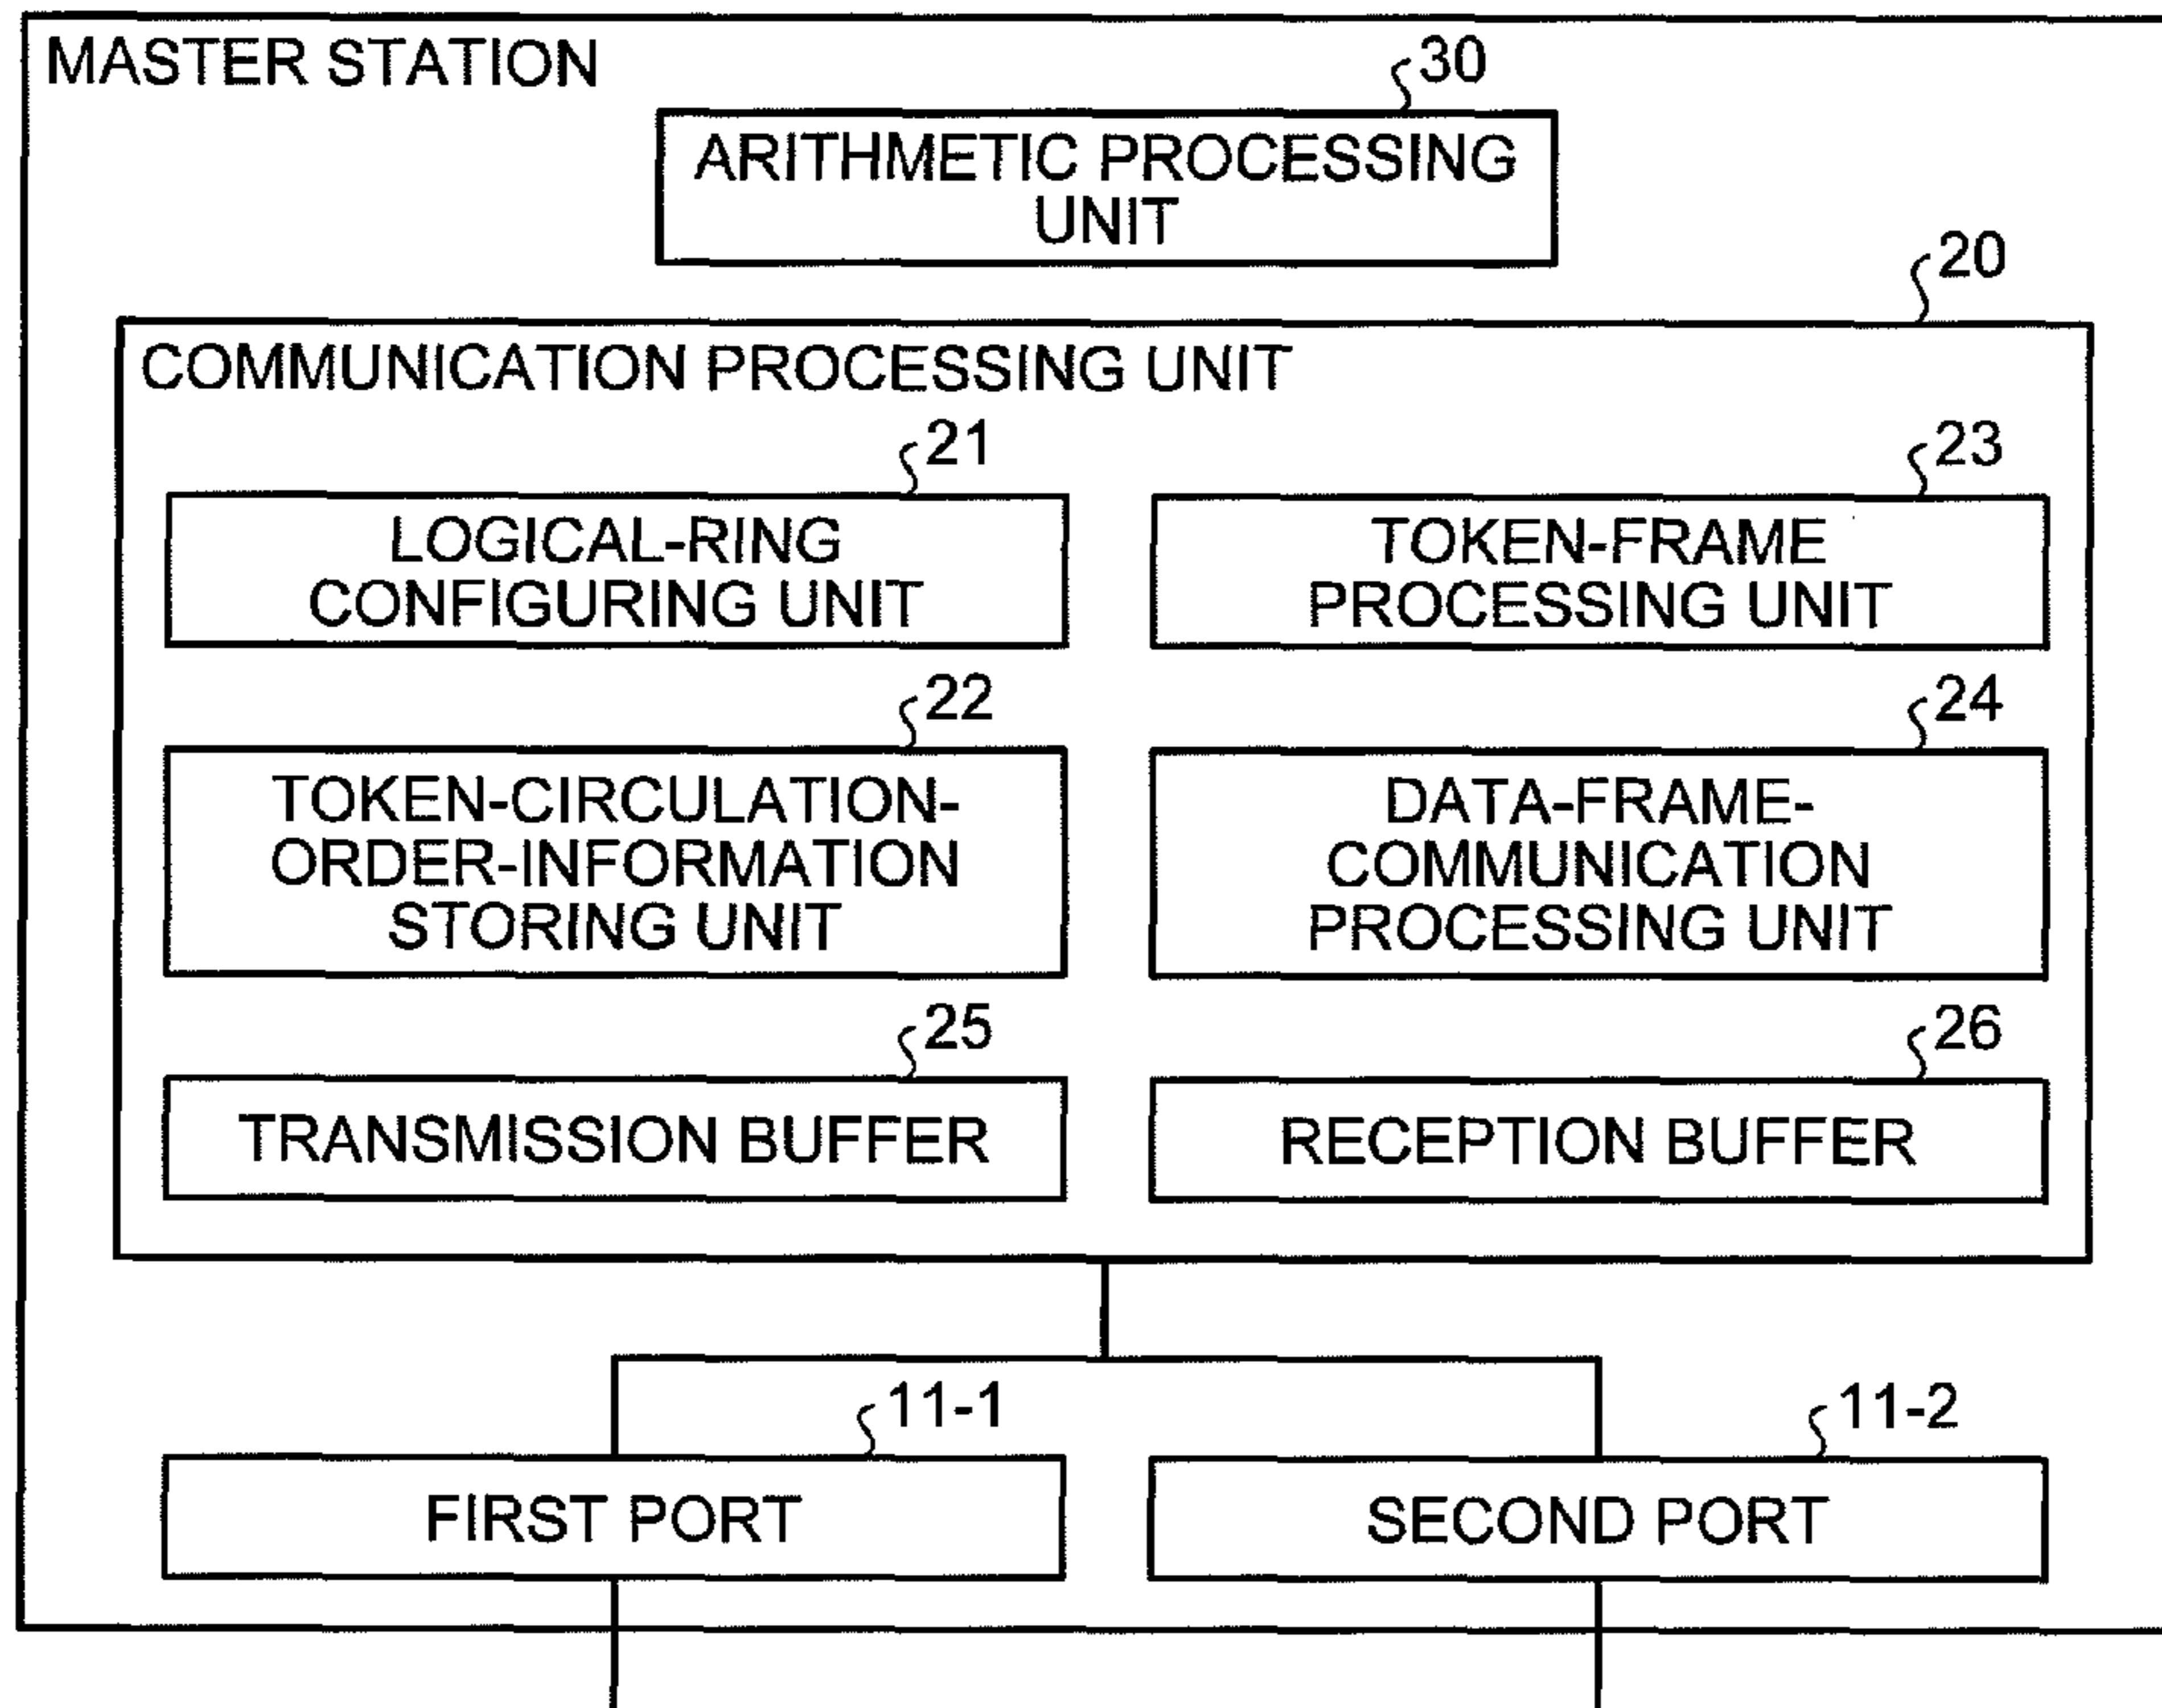 MASTER STATION
30
ARITHMETIC PROCESSING
UNIT
20
COMMUNICATION PROCESSING UNIT
21
LOGICAL-RING
CONFIGURING UNIT
23
TOKEN-FRAME
PROCESSING UNIT
22
TOKEN-CIRCULATION-
ORDER-INFORMATION
STORING UNIT
24
DATA-FRAME-
COMMUNICATION
PROCESSING UNIT
25
TRANSMISSION BUFFER
26
RECEPTION BUFFER
11-1
FIRST PORT
11-2
SECOND PORT